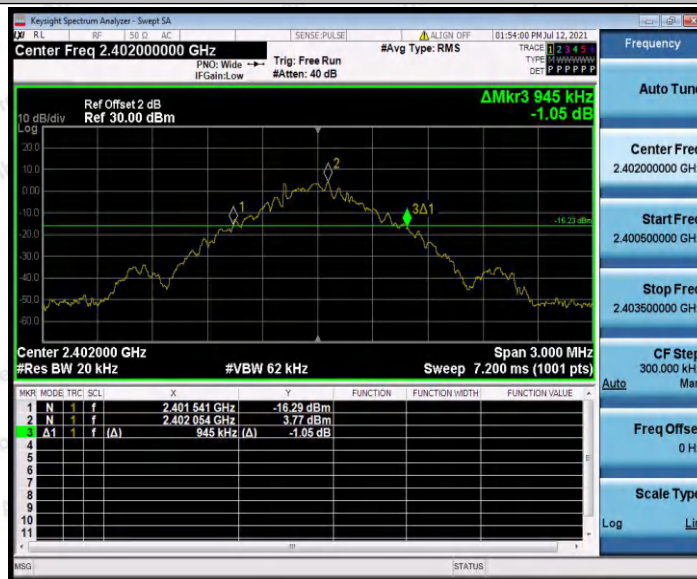 Keysight Spectrum Analyzer - Swept SA
LXI RL RF 50 Ω AC SENSE:PULSE ALIGN OFF 01:54:00 PM Jul 12, 2021
Center Freq 2.402000000 GHz #Avg Type: RMS TRACE 1 2 3 4 5 6
PNO: Wide Trig: Free Run TYPE M WWWWW
IFGain:Low #Atten: 40 dB DET P P P P P P
ΔMkr3 945 kHz
Ref Offset 2 dB
10 dB/div Ref 30.00 dBm -1.05 dB
Log
20.0
10.0
0.00
-10.0
-20.0
-30.0
-40.0
-50.0
-60.0
1
2
3Δ1
-16.23 dBm
Center 2.402000 GHz Span 3.000 MHz
#Res BW 20 kHz #VBW 62 kHz Sweep 7.200 ms (1001 pts)
MKR MODE TRC SCL X Y FUNCTION FUNCTION WIDTH FUNCTION VALUE
1 N 1 f 2.401 541 GHz -16.29 dBm
2 N 1 f 2.402 054 GHz 3.77 dBm
3 Δ1 1 f (Δ) 945 kHz (Δ) -1.05 dB
4
5
6
7
8
9
10
11
MSG STATUS
Frequency
Auto Tune
Center Freq
2.402000000 GH
Start Freq
2.400500000 GH
Stop Freq
2.403500000 GH
CF Step
300.000 kH
Auto Man
Freq Offse
0 H
Scale Type
Log Lin